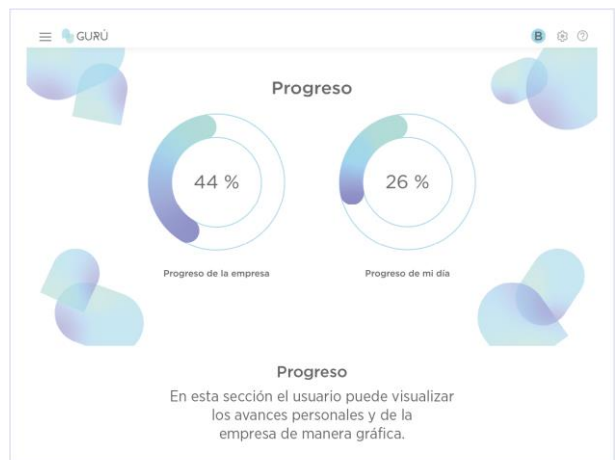 GURÚ
B
?
Progreso
44 %
26 %
Progreso de la empresa
Progreso de mi día
Progreso
En esta sección el usuario puede visualizar
los avances personales y de la
empresa de manera gráfica.